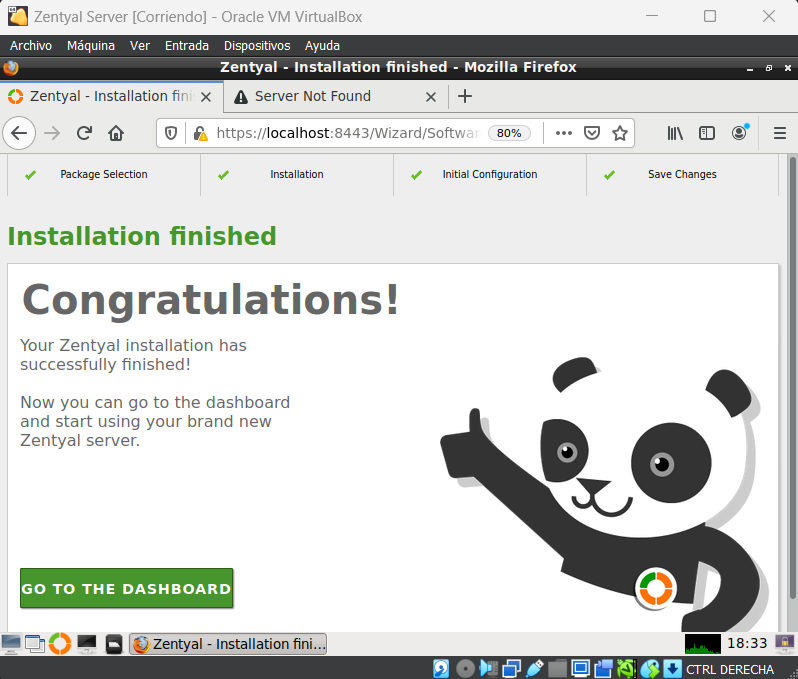 Zentyal Server [Corriendo] - Oracle VM VirtualBox
Archivo Máquina Ver Entrada Dispositivos Ayuda
Zentyal - Installation finished - Mozilla Firefox
Zentyal - Installation fini
Server Not Found
https://localhost:8443/Wizard/Softwa
80%
Package Selection
Installation
Initial Configuration
Save Changes
Installation finished
Congratulations!
Your Zentyal installation has
successfully finished!
Now you can go to the dashboard
and start using your brand new
Zentyal server.
GO TO THE DASHBOARD
Zentyal - Installation fini...
18:33
CTRL DERECHA